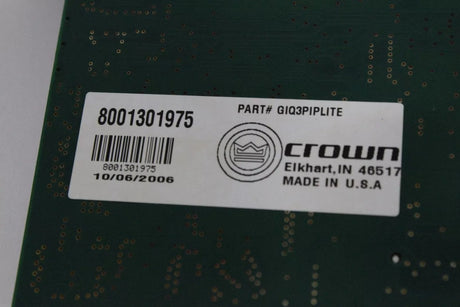 PART# GIQ3PIPLITE
8001301975
crown
8001301975
Elkhart, IN 46517
10/06/2006
MADE IN U.S.A